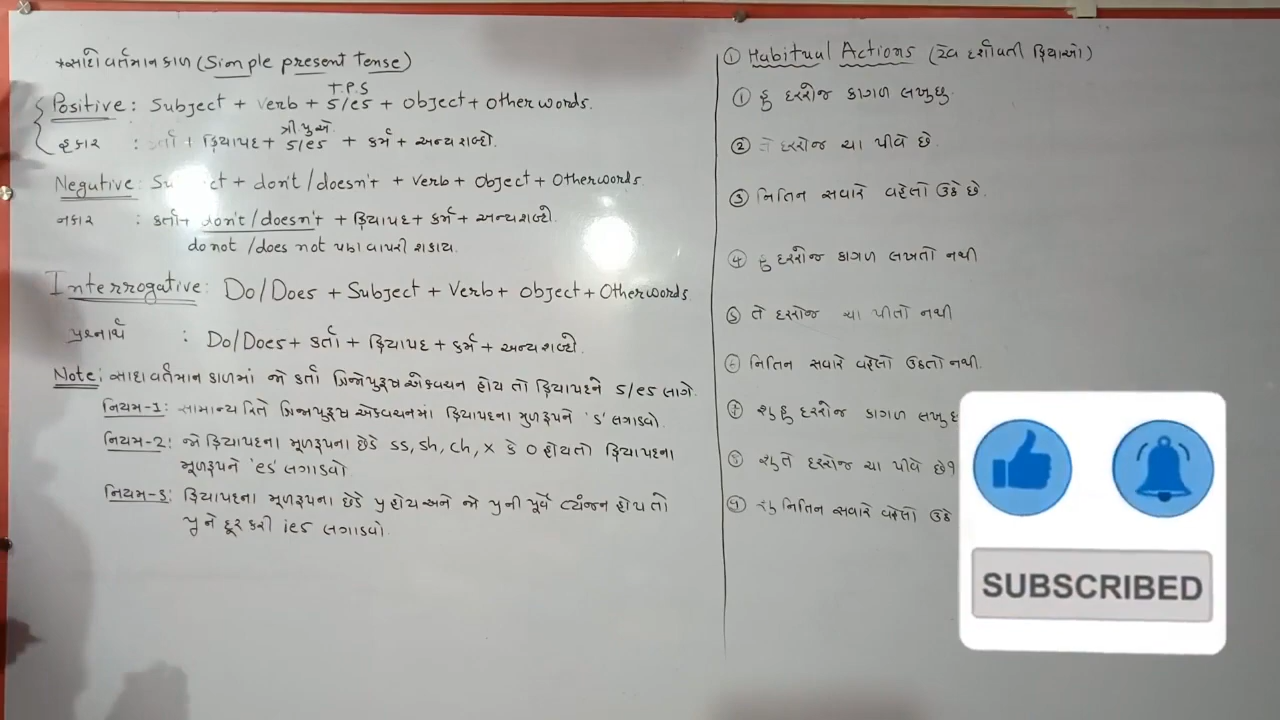 * સાદો વર્તમાન કાળ (Simple present Tense)
T.P.S
Positive : Subject + verb + s/es + object + other words.
ત્રી પુ એ.
હકાર : કર્તા + ક્રિયાપદ + s/es + કર્મ + અન્ય શબ્દો.
Negutive : + don't / doesn't + verb + object + Other words.
નકાર : કર્તા + don't / doesn't + ક્રિયાપદ + કર્મ + અન્ય શબ્દો.
do not / does not પણ વાપરી શકાય.
Interrogative : Do/Does + Subject + Verb + object + Other words
પ્રશ્નાર્થ : Do/Does + કર્તા + ક્રિયાપદ + કર્મ + અન્ય શબ્દો.
Note : સાદા વર્તમાન કાળમાં જો કર્તા ત્રિજોપુરુષ એકવચન હોય તો ક્રિયાપદને s/es લાગે.
નિયમ-1: સામાન્ય રિતે ત્રિજાપુરુષ એકવચનમાં ક્રિયાપદના મુળરૂપને 's' લગાડવો.
નિયમ-2: જો ક્રિયાપદના મૂળરૂપના છેડે ss, sh, ch, x કે o હોય તો ક્રિયાપદના
મૂળરૂપને 'es' લગાડવો
નિયમ-3: ક્રિયાપદના મૂળરૂપના છેડે y હોય અને જો y ની પૂર્વે વ્યંજન હોય તો
y ને દૂર કરી ies લગાડવો.
① Habitual Actions (ટેવ દર્શાવતી ક્રિયાઓ)
① હું દરરોજ કાગળ લખુ છુ.
② તે દરરોજ ચા પીવે છે.
③ નિતિન સવારે વહેલો ઉઠે છે.
④ હું દરરોજ કાગળ લખતો નથી
⑤ તે દરરોજ ચા પીતો નથી
⑥ નિતિન સવારે વહેલો ઉઠતો નથી.
⑦ શુ હુ દરરોજ કાગળ લખુ છ
⑧ શુ તે દરરોજ ચા પીવે છે?
⑨ શુ નિતિન સવારે વહેલો ઉઠે
SUBSCRIBED